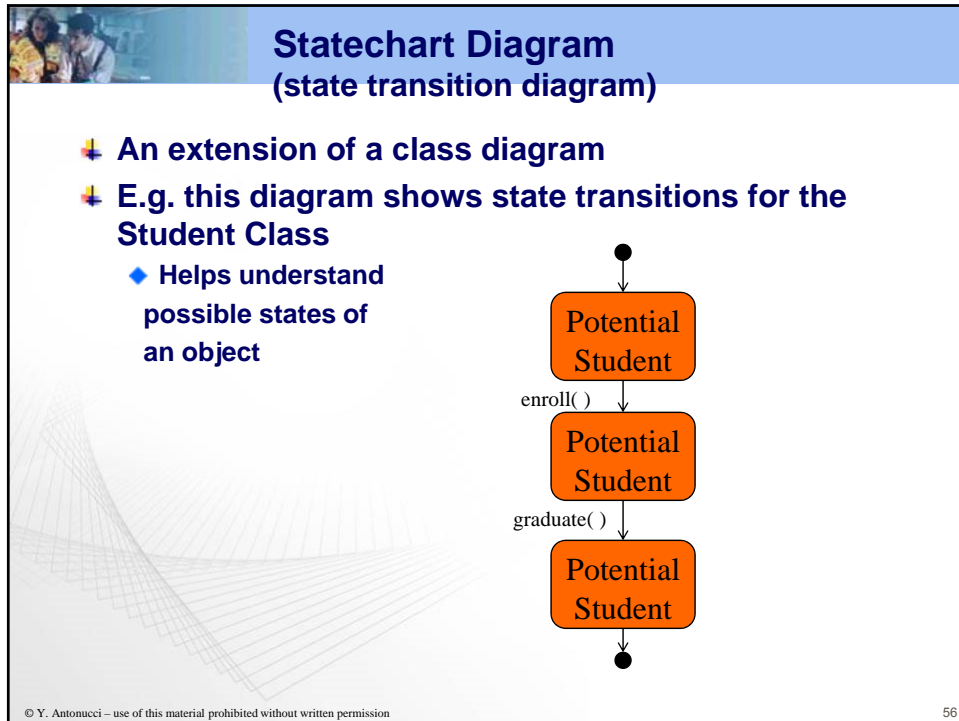 Statechart Diagram
(state transition diagram)
An extension of a class diagram
E.g. this diagram shows state transitions for the
Student Class
Helps understand
possible states of
an object
Potential
Student
enroll( )
Potential
Student
graduate( )
Potential
Student
© Y. Antonucci – use of this material prohibited without written permission
56